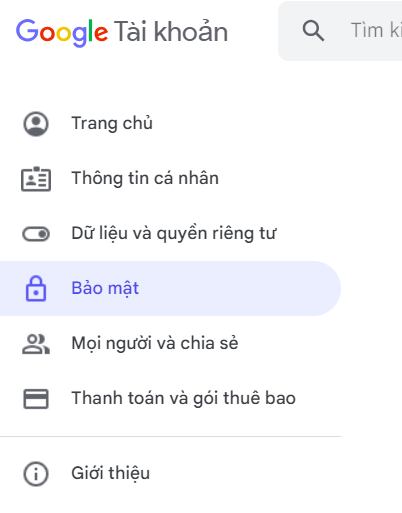 Google Tài khoản
Tìm
Trang chủ
Thông tin cá nhân
Dữ liệu và quyền riêng tư
Bảo mật
Mọi người và chia sẻ
Thanh toán và gói thuê bao
Giới thiệu